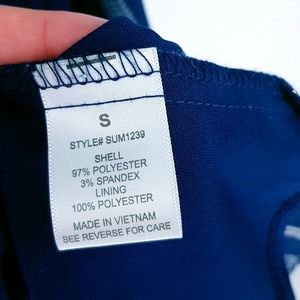 S
STYLE# SUM1239
SHELL
97% POLYESTER
3% SPANDEX
LINING
100% POLYESTER
MADE IN VIETNAM
SEE REVERSE FOR CARE